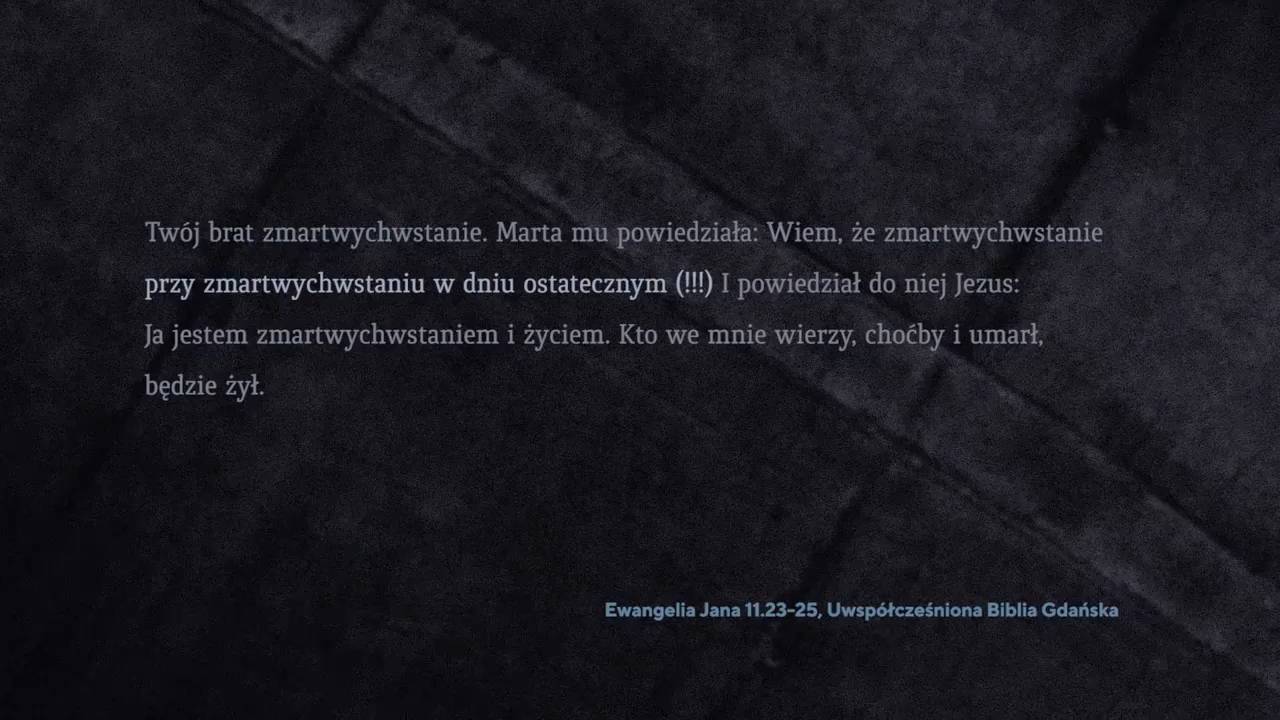 Twój brat zmartwychwstanie. Marta mu powiedziała: Wiem, że zmartwychwstanie
przy zmartwychwstaniu w dniu ostatecznym (!!!) I powiedział do niej Jezus:
Ja jestem zmartwychwstaniem i życiem. Kto we mnie wierzy, choćby i umarł,
będzie żył.
Ewangelia Jana 11.23-25, Uwspółcześniona Biblia Gdańska